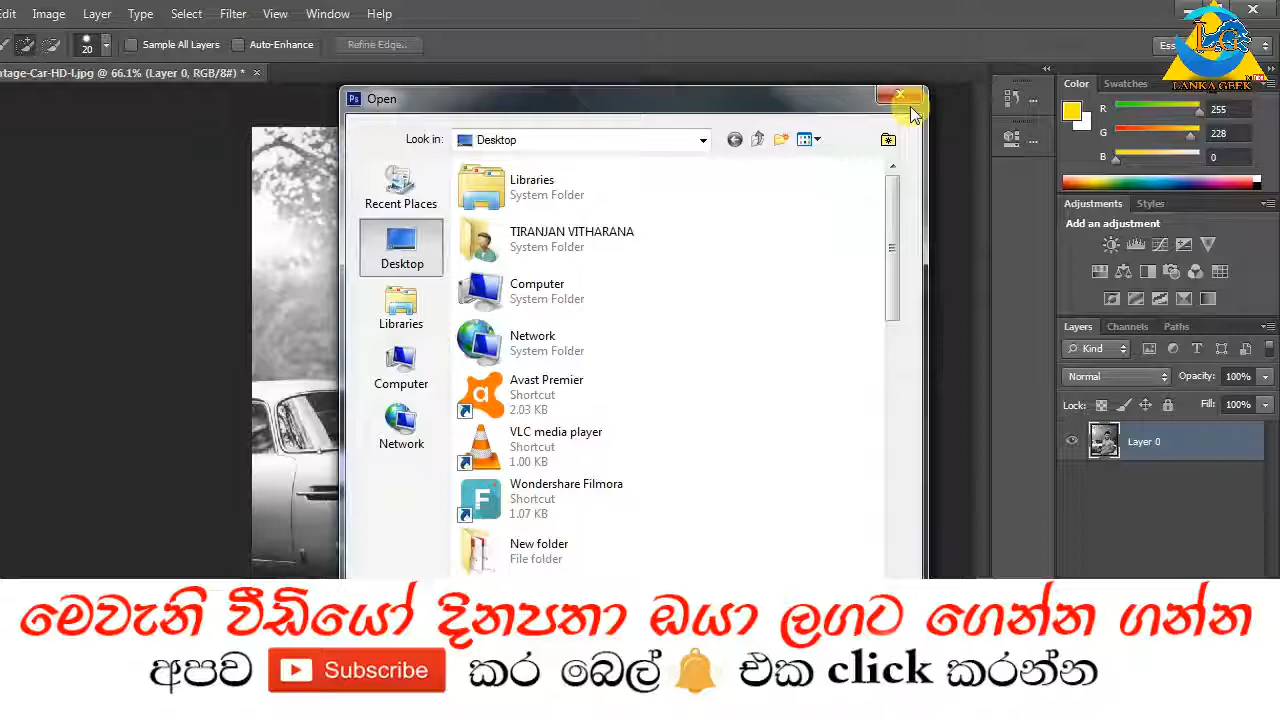 Edit Image Layer Type Select Filter View Window Help
20 Sample All Layers Auto-Enhance Refine Edge... Ess
LG
LANKA GEEK
tage-Car-HD-I.jpg @ 66.1% (Layer 0, RGB/8#) * ×
Color Swatches
R 255
G 228
B 0
Adjustments Styles
Add an adjustment
Layers Channels Paths
Kind
Normal Opacity: 100%
Lock: Fill: 100%
Layer 0
Ps Open
Look in: Desktop
Recent Places
Desktop
Libraries
Computer
Network
Libraries
System Folder
TIRANJAN VITHARANA
System Folder
Computer
System Folder
Network
System Folder
Avast Premier
Shortcut
2.03 KB
VLC media player
Shortcut
1.00 KB
Wondershare Filmora
Shortcut
1.07 KB
New folder
File folder
මෙවැනි වීඩියෝ දිනපතා ඔයා ලගට ගෙන්න ගන්න
අපව Subscribe කර බෙල් එක click කරන්න